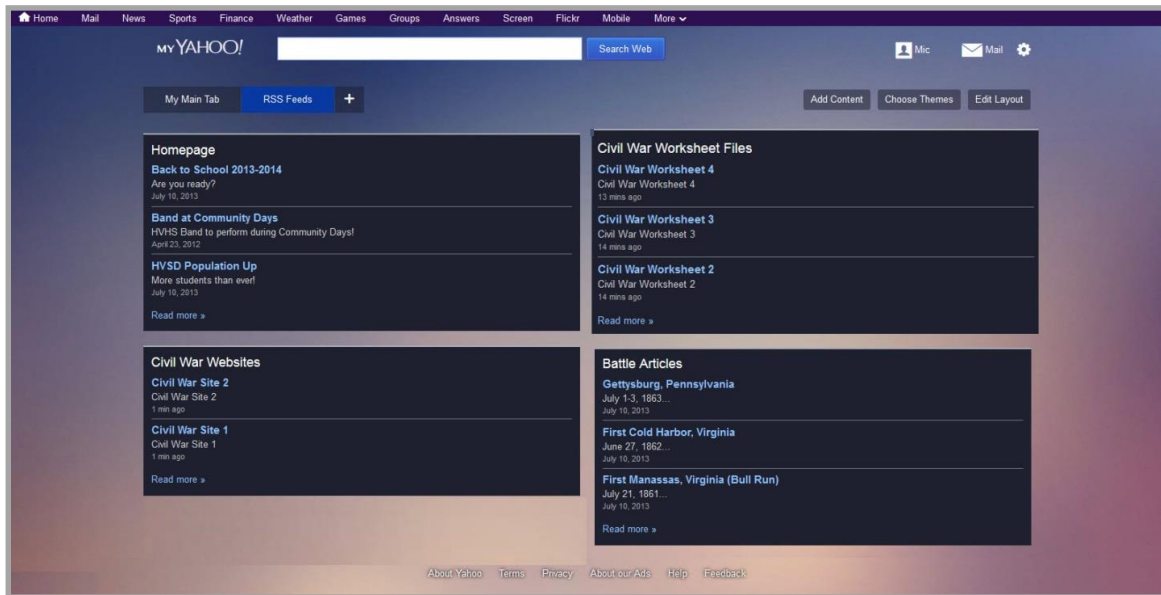 Home Mail News Sports Finance Weather Games Groups Answers Screen Flickr Mobile More
MY YAHOO! Search Web Mic Mail
My Main Tab RSS Feeds + Add Content Choose Themes Edit Layout
Homepage
Back to School 2013-2014
Are you ready?
July 10, 2013
Band at Community Days
HVHS Band to perform during Community Days!
April 23, 2012
HVSD Population Up
More students than ever!
July 10, 2013
Read more »
Civil War Worksheet Files
Civil War Worksheet 4
Civil War Worksheet 4
13 mins ago
Civil War Worksheet 3
Civil War Worksheet 3
14 mins ago
Civil War Worksheet 2
Civil War Worksheet 2
14 mins ago
Read more »
Civil War Websites
Civil War Site 2
Civil War Site 2
1 min ago
Civil War Site 1
Civil War Site 1
1 min ago
Read more »
Battle Articles
Gettysburg, Pennsylvania
July 1-3, 1863...
July 10, 2013
First Cold Harbor, Virginia
June 27, 1862...
July 10, 2013
First Manassas, Virginia (Bull Run)
July 21, 1861...
July 10, 2013
Read more »
About Yahoo Terms Privacy About our Ads Help Feedback